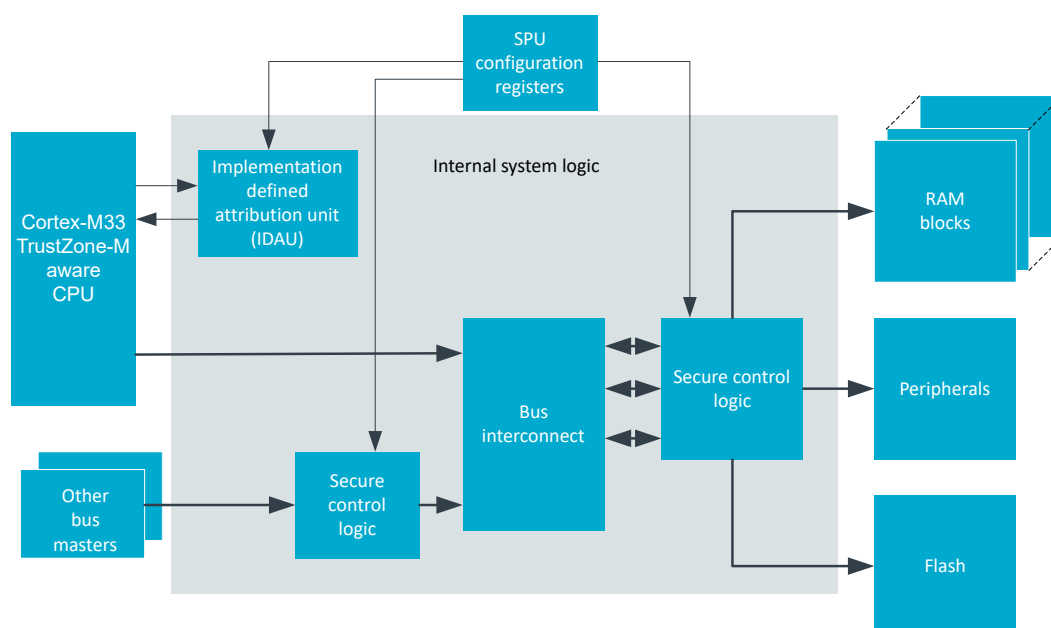 SPU
configuration
registers
Internal system logic
Implementation
defined
attribution unit
(IDAU)
Cortex-M33
TrustZone-M
aware
CPU
RAM
blocks
Bus
interconnect
Secure control
logic
Peripherals
Other
bus
masters
Secure
control
logic
Flash